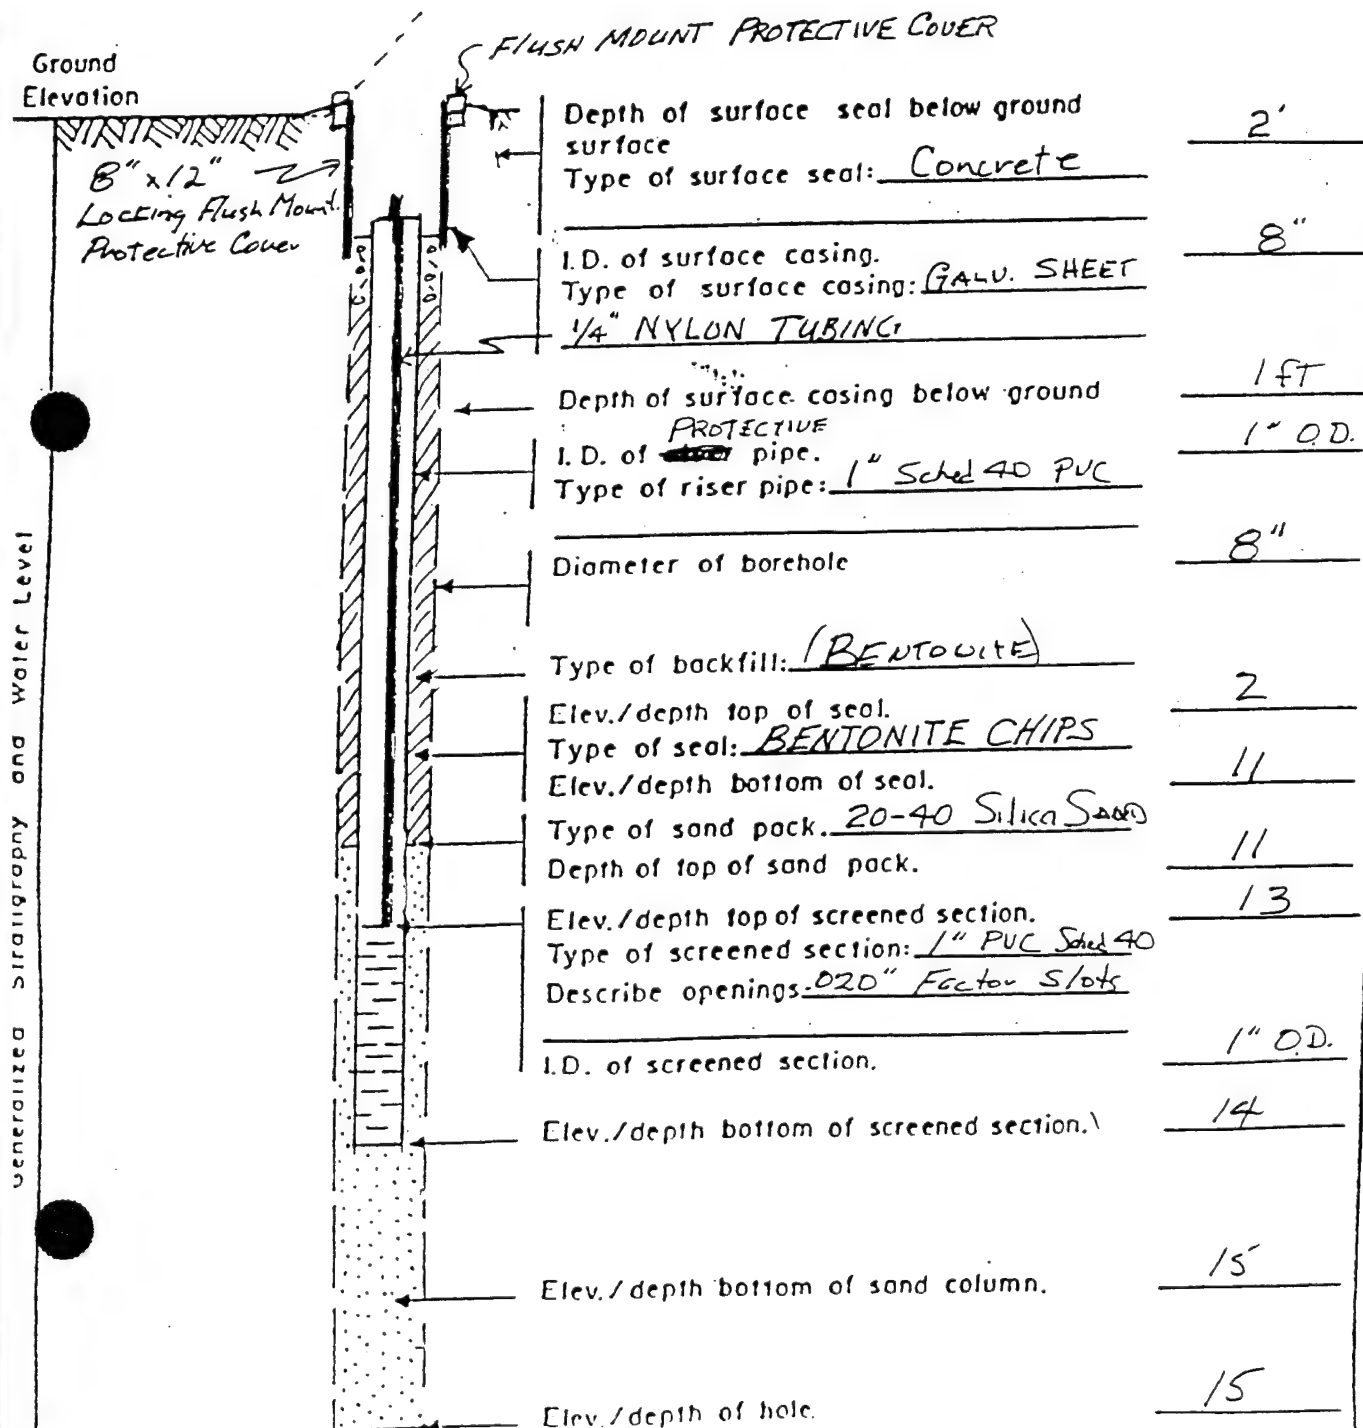 FLUSH MOUNT PROTECTIVE COVER
Ground
Elevation
8" x 12"
Locking Flush Mount
Protective Cover
Depth of surface seal below ground
surface 2'
Type of surface seal: Concrete
I.D. of surface casing. 8"
Type of surface casing: GALV. SHEET
1/4" NYLON TUBING
Depth of surface casing below ground 1 FT
PROTECTIVE
I.D. of pipe. 1" O.D.
Type of riser pipe: 1" Sched 40 PVC
Diameter of borehole 8"
Type of backfill: (BENTONITE)
Elev./depth top of seal. 2
Type of seal: BENTONITE CHIPS
Elev./depth bottom of seal. 11
Type of sand pack. 20-40 Silica SAND
Depth of top of sand pack. 11
Elev./depth top of screened section. 13
Type of screened section: 1" PVC Sched 40
Describe openings. .020" Factor Slots
I.D. of screened section. 1" O.D.
Elev./depth bottom of screened section. 14
Elev./depth bottom of sand column. 15
Elev./depth of hole. 15
Generalized Stratigraphy and Water Level